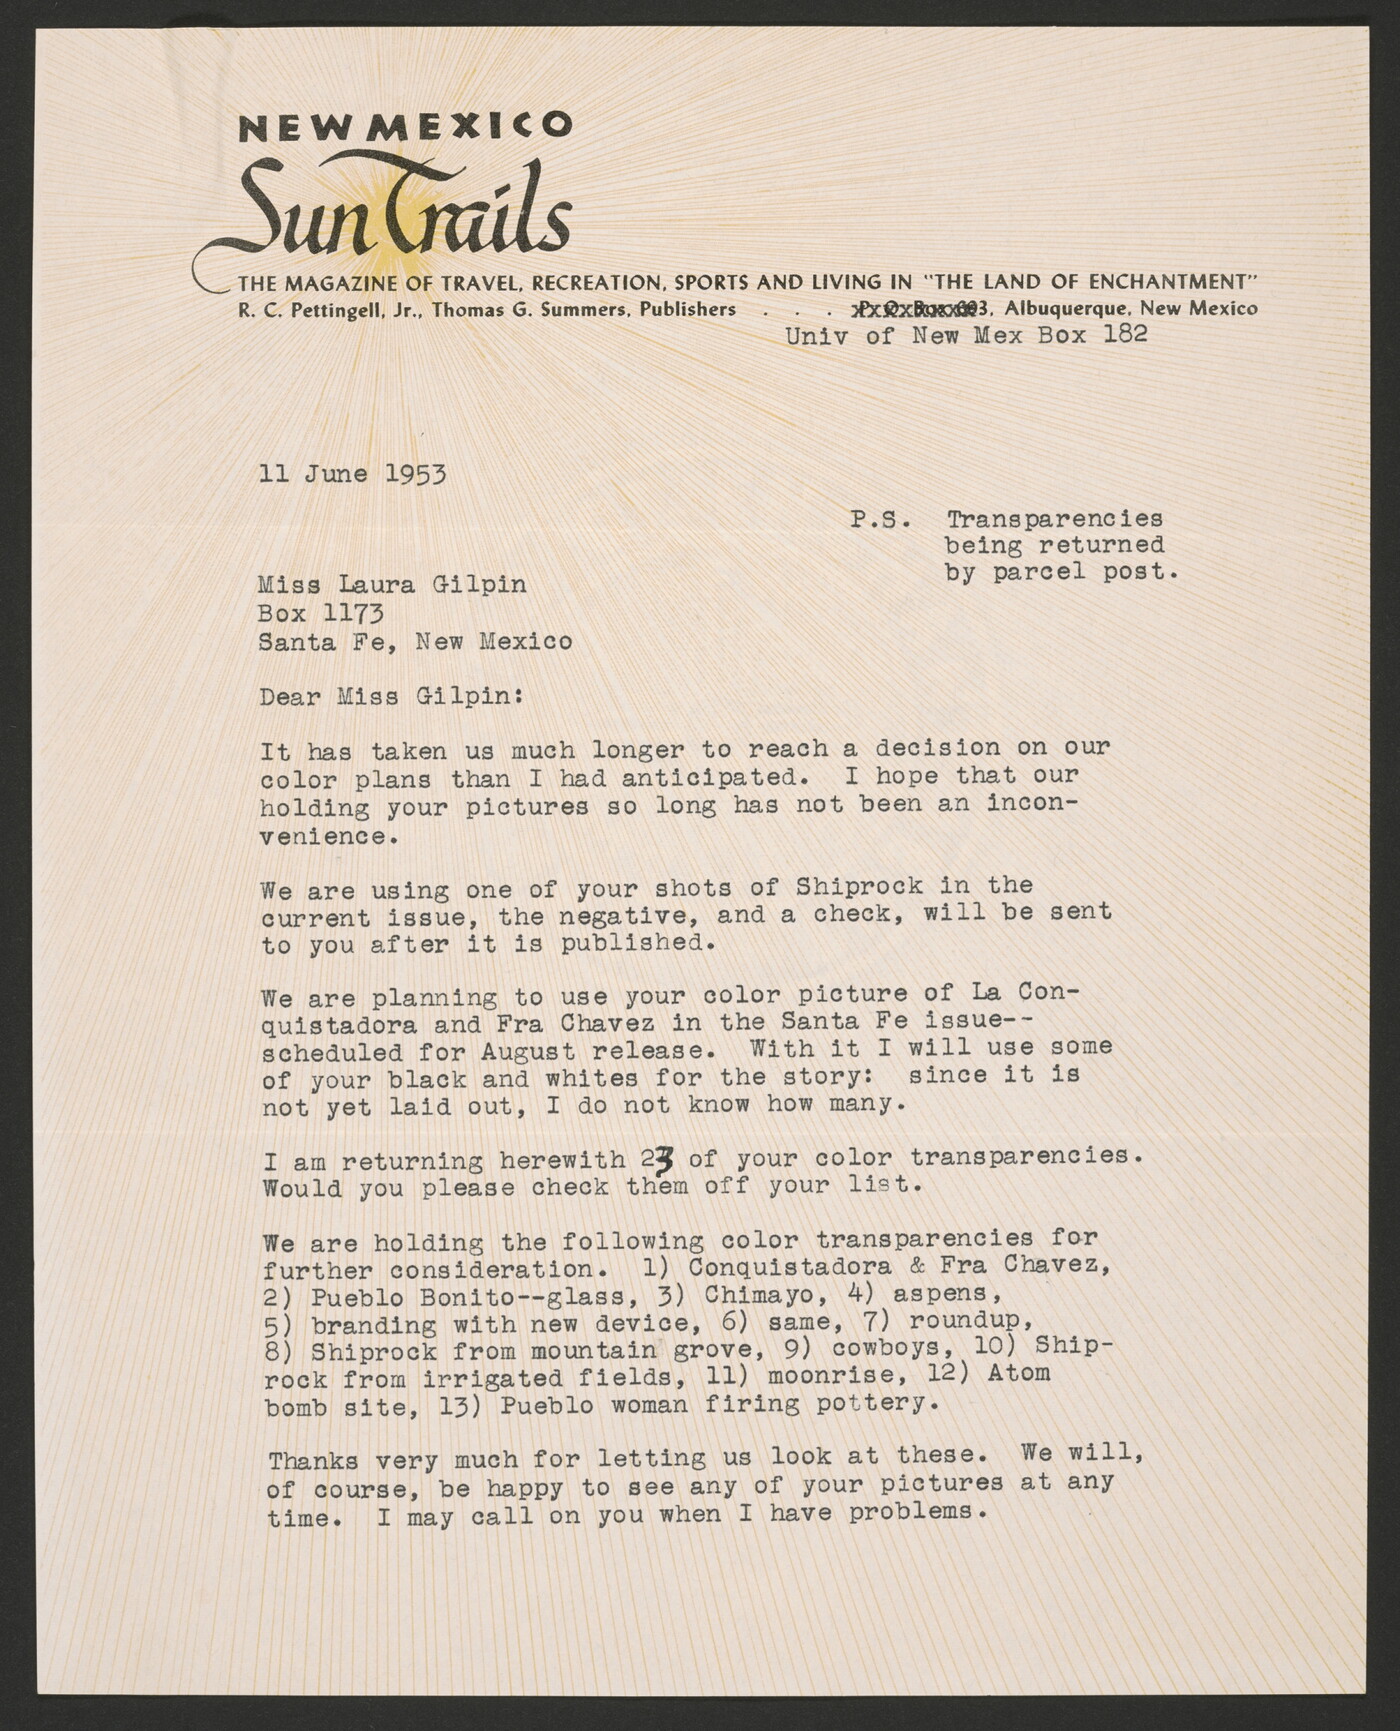 NEW MEXICO
Sun Trails
THE MAGAZINE OF TRAVEL, RECREATION, SPORTS AND LIVING IN "THE LAND OF ENCHANTMENT"
R. C. Pettingell, Jr., Thomas G. Summers, Publishers . . . P. O. Box 603, Albuquerque, New Mexico
Univ of New Mex Box 182
11 June 1953
P.S. Transparencies
being returned
by parcel post.
Miss Laura Gilpin
Box 1173
Santa Fe, New Mexico
Dear Miss Gilpin:
It has taken us much longer to reach a decision on our
color plans than I had anticipated. I hope that our
holding your pictures so long has not been an incon-
venience.
We are using one of your shots of Shiprock in the
current issue, the negative, and a check, will be sent
to you after it is published.
We are planning to use your color picture of La Con-
quistadora and Fra Chavez in the Santa Fe issue--
scheduled for August release. With it I will use some
of your black and whites for the story: since it is
not yet laid out, I do not know how many.
I am returning herewith 23 of your color transparencies.
Would you please check them off your list.
We are holding the following color transparencies for
further consideration. 1) Conquistadora & Fra Chavez,
2) Pueblo Bonito--glass, 3) Chimayo, 4) aspens,
5) branding with new device, 6) same, 7) roundup,
8) Shiprock from mountain grove, 9) cowboys, 10) Ship-
rock from irrigated fields, 11) moonrise, 12) Atom
bomb site, 13) Pueblo woman firing pottery.
Thanks very much for letting us look at these. We will,
of course, be happy to see any of your pictures at any
time. I may call on you when I have problems.